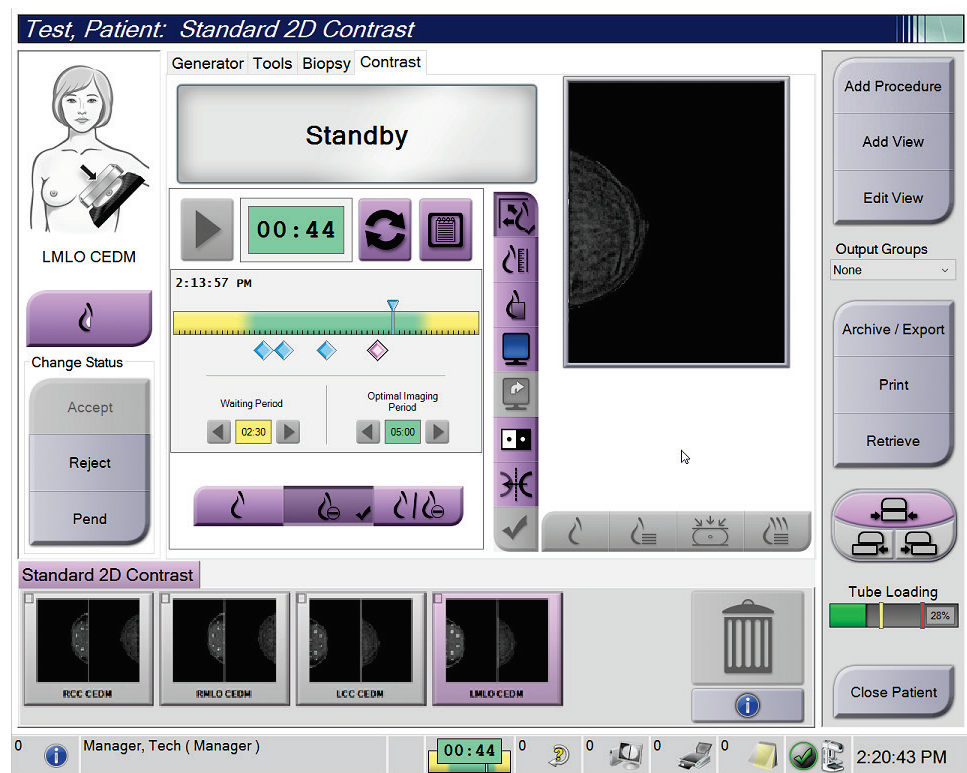 Test, Patient:  Standard 2D Contrast
Generator Tools Biopsy Contrast
Standby
LMLO CEDM
00:44
2:13:57 PM
Waiting Period
Optimal Imaging
Period
02:30
05:00
Change Status
Accept
Reject
Pend
Add Procedure
Add View
Edit View
Output Groups
None
Archive / Export
Print
Retrieve
Tube Loading
28%
Close Patient
Standard 2D Contrast
RCC CEDM
RMLO CEDM
LCC CEDM
LMLO CEDM
0
Manager, Tech ( Manager )
00:44
0
0
0
0
2:20:43 PM